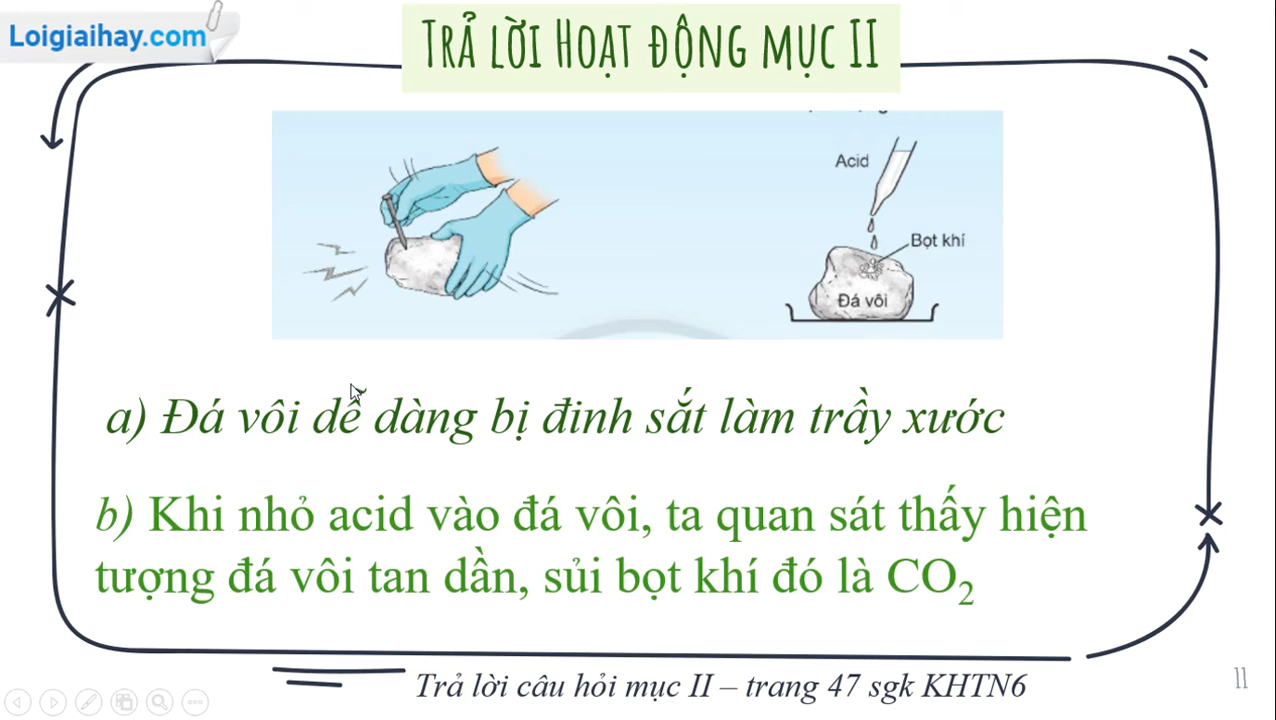 Loigiaihay.com
TRẢ LỜI HOẠT ĐỘNG MỤC II
Acid
Bọt khí
Đá vôi
a) Đá vôi dễ dàng bị đinh sắt làm trầy xước
b) Khi nhỏ acid vào đá vôi, ta quan sát thấy hiện
tượng đá vôi tan dần, sủi bọt khí đó là CO₂
Trả lời câu hỏi mục II – trang 47 sgk KHTN6
11